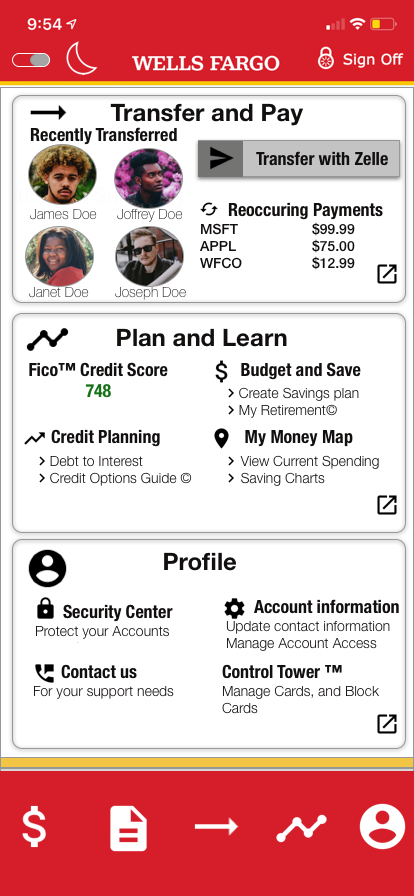 9:54
WELLS FARGO
Sign Off
Transfer and Pay
Recently Transferred
James Doe
Joffrey Doe
Janet Doe
Joseph Doe
Transfer with Zelle
Reoccuring Payments
MSFT $99.99
APPL $75.00
WFCO $12.99
Plan and Learn
Fico™ Credit Score
748
Budget and Save
> Create Savings plan
> My Retirement©
Credit Planning
> Debt to Interest
> Credit Options Guide ©
My Money Map
> View Current Spending
> Saving Charts
Profile
Security Center
Protect your Accounts
Account information
Update contact information
Manage Account Access
Contact us
For your support needs
Control Tower ™
Manage Cards, and Block
Cards